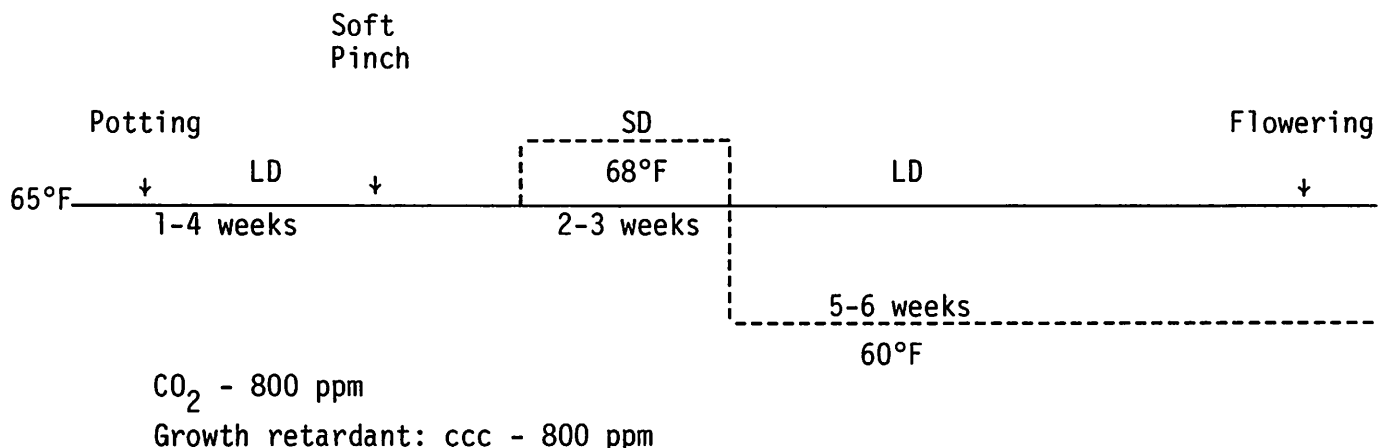 Soft
Pinch
Potting
SD
Flowering
LD
68°F
LD
65°F
1-4 weeks
2-3 weeks
5-6 weeks
60°F
CO₂ - 800 ppm
Growth retardant: ccc - 800 ppm